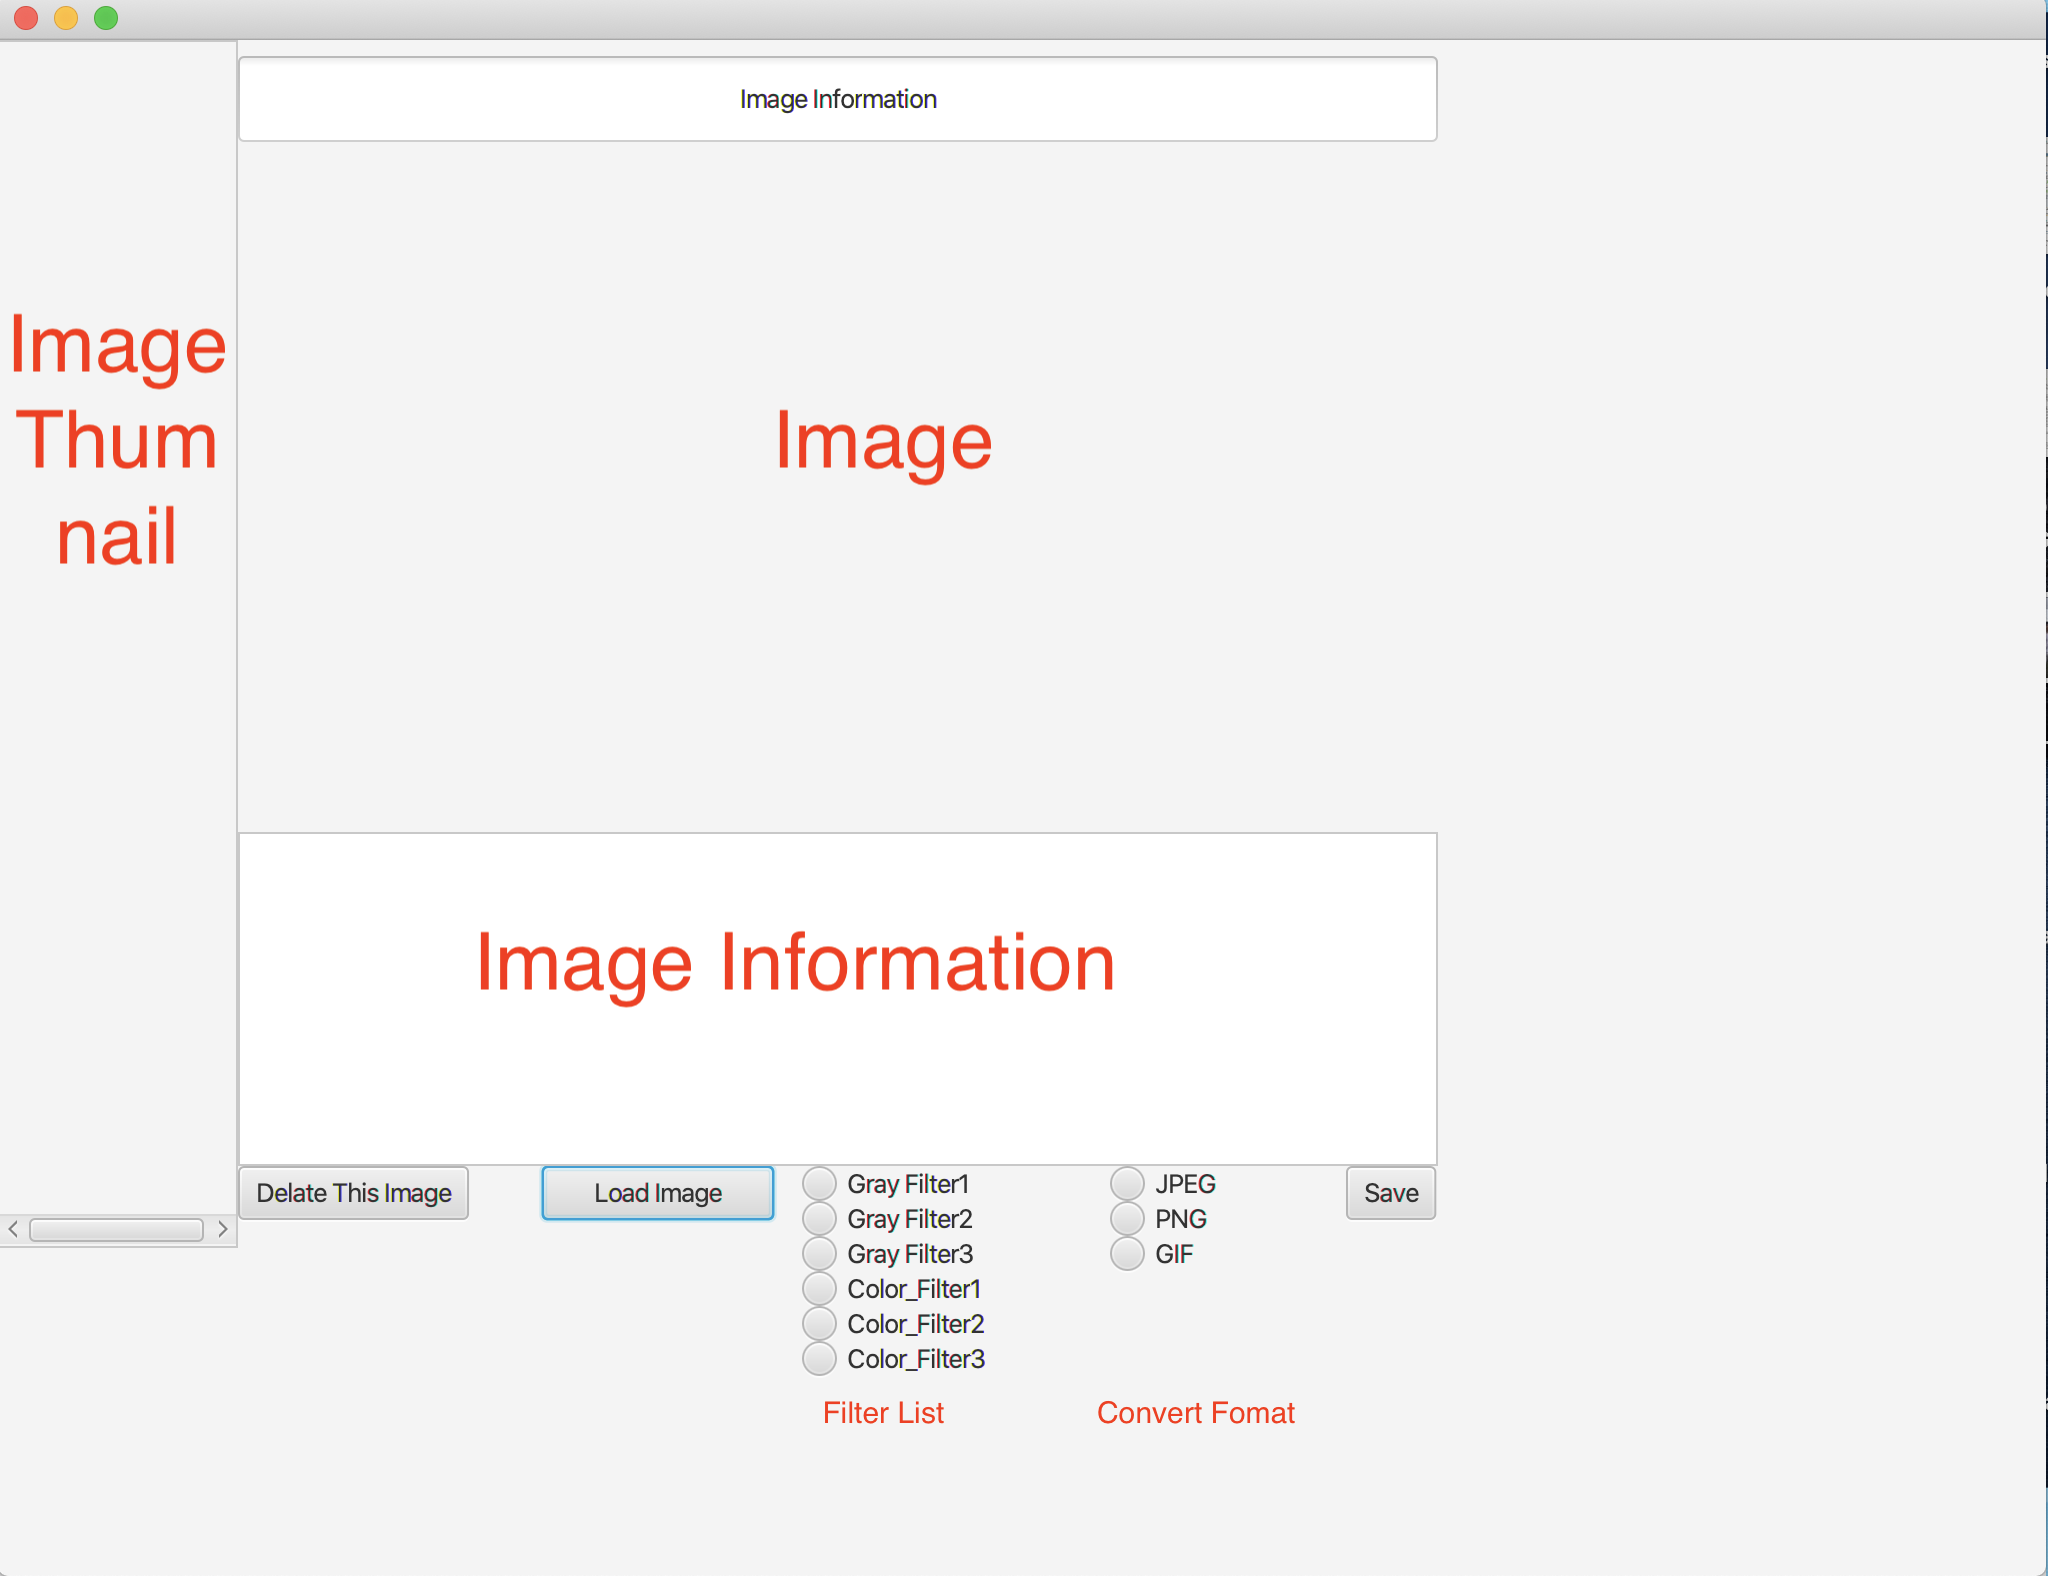 Image Information
Image
Thum
nail
Image
Image Information
Delate This Image
Load Image
Gray Filter1
Gray Filter2
Gray Filter3
Color_Filter1
Color_Filter2
Color_Filter3
Filter List
JPEG
PNG
GIF
Convert Fomat
Save